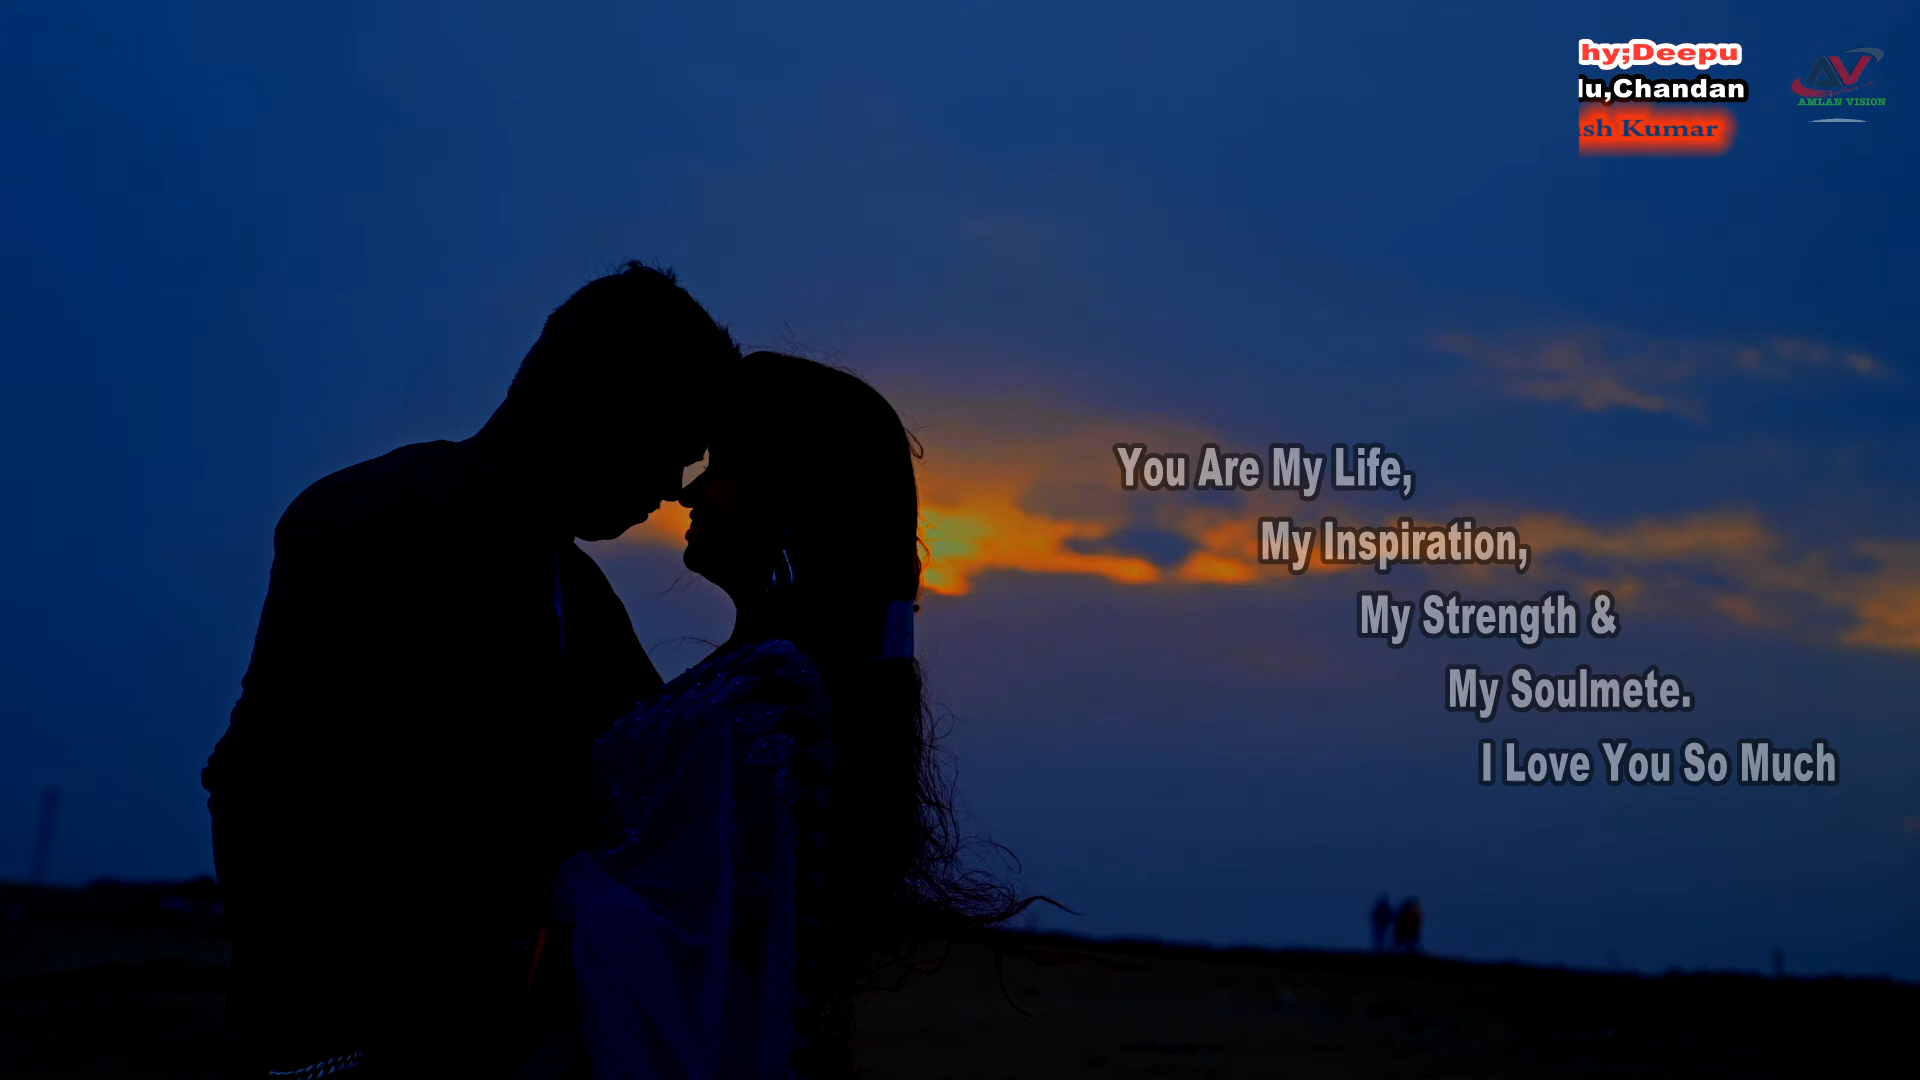 hy;Deepu
lu,Chandan
sh Kumar
AV
AMLAN VISION
You Are My Life,
My Inspiration,
My Strength &
My Soulmete.
I Love You So Much